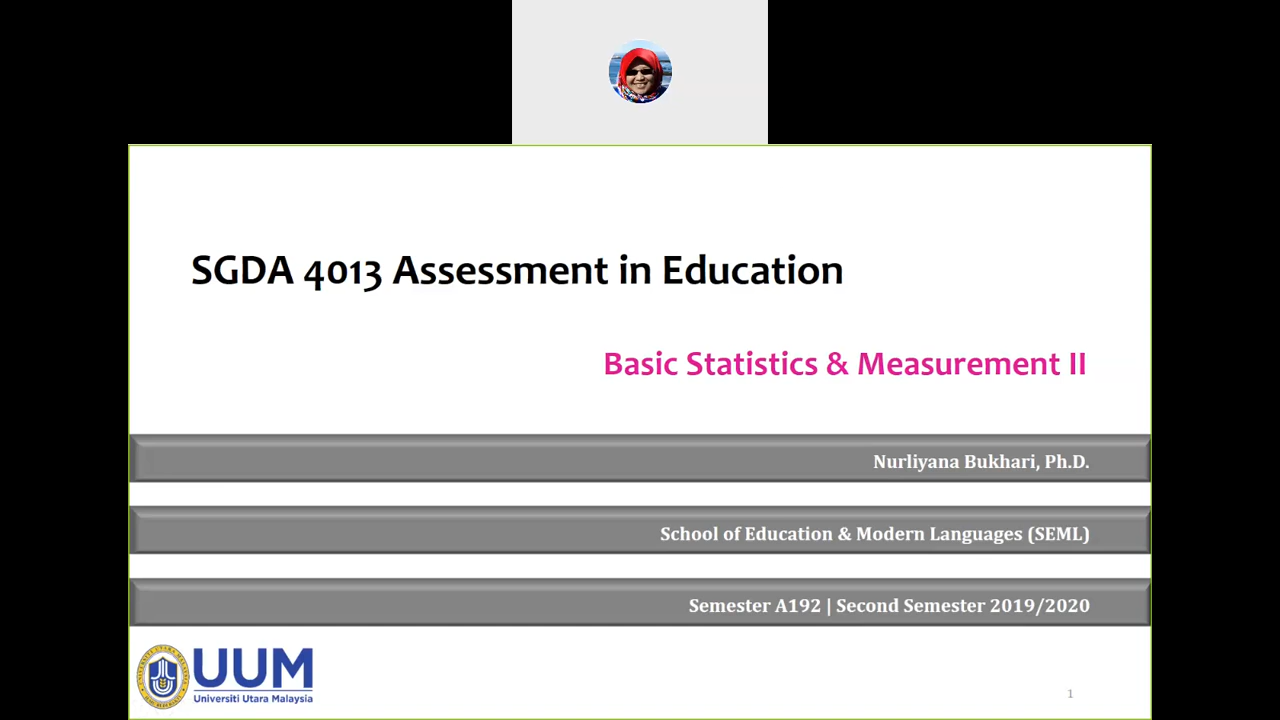 SGDA 4013 Assessment in Education
Basic Statistics & Measurement II
Nurliyana Bukhari, Ph.D.
School of Education & Modern Languages (SEML)
Semester A192 | Second Semester 2019/2020
UUM
Universiti Utara Malaysia
1